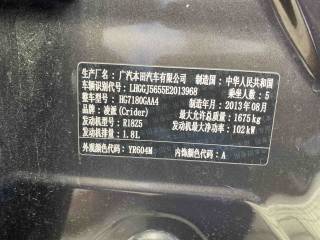 生产厂名：广汽本田汽车有限公司 制造国：中华人民共和国
车辆识别代号：LHGGJ5655E2013968 乘坐人数：5
整车型号：HG7180GAA4 制造年月：2013年08月
品牌：凌派(Crider) 最大允许总质量：1675kg
发动机型号：R18Z5 发动机最大净功率：102kW
发动机排量：1.8L
外观颜色代码：YR604M 内饰颜色代码：A